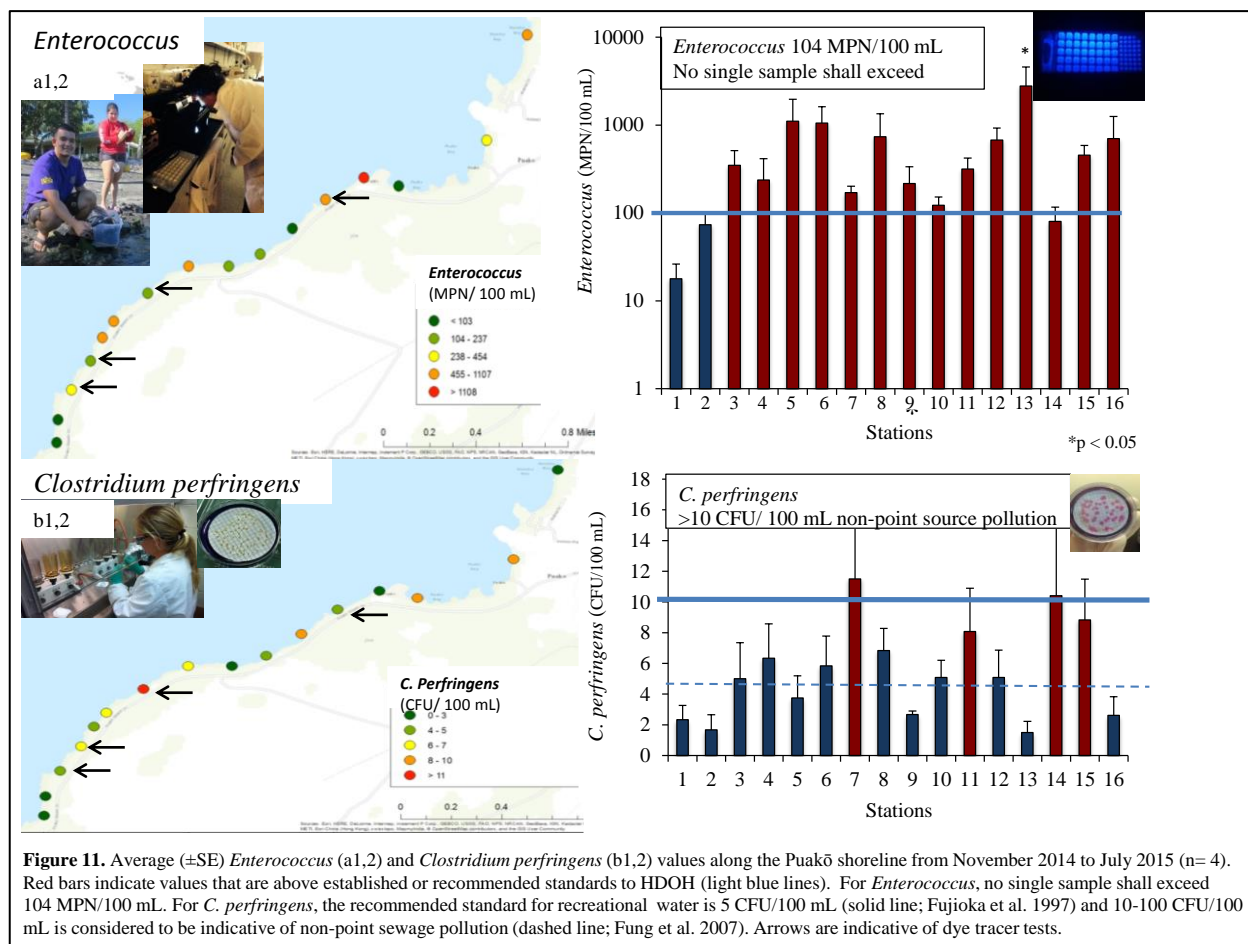 Enterococcus
a1,2
Enterococcus
(MPN/ 100 mL)
< 103
104 - 237
238 - 454
455 - 1107
> 1108
0 0.2 0.4 0.8 Miles
Puako
Enterococcus 104 MPN/100 mL
No single sample shall exceed
Enterococcus (MPN/100 mL)
10000
1000
100
10
1
*
1 2 3 4 5 6 7 8 9 10 11 12 13 14 15 16
Stations
*p < 0.05
Clostridium perfringens
b1,2
C. Perfringens
(CFU/ 100 mL)
0 - 3
4 - 5
6 - 7
8 - 10
> 11
0 0.2 0.4
Puako
C. perfringens
>10 CFU/ 100 mL non-point source pollution
C. perfringens (CFU/100 mL)
18
16
14
12
10
8
6
4
2
0
1 2 3 4 5 6 7 8 9 10 11 12 13 14 15 16
Stations
Figure 11. Average (±SE) Enterococcus (a1,2) and Clostridium perfringens (b1,2) values along the Puakō shoreline from November 2014 to July 2015 (n= 4).
Red bars indicate values that are above established or recommended standards to HDOH (light blue lines). For Enterococcus, no single sample shall exceed
104 MPN/100 mL. For C. perfringens, the recommended standard for recreational water is 5 CFU/100 mL (solid line; Fujioka et al. 1997) and 10-100 CFU/100
mL is considered to be indicative of non-point sewage pollution (dashed line; Fung et al. 2007). Arrows are indicative of dye tracer tests.